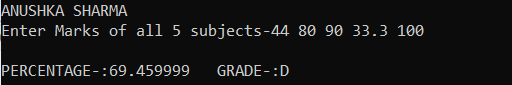 ANUSHKA SHARMA
Enter Marks of all 5 subjects-44 80 90 33.3 100
PERCENTAGE-:69.459999 GRADE-:D